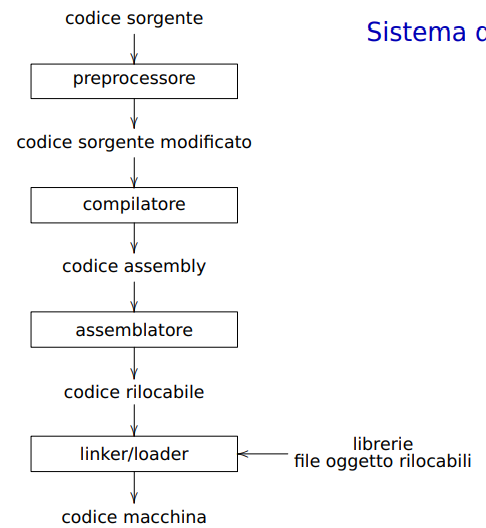 codice sorgente
Sistema d
preprocessore
codice sorgente modificato
compilatore
codice assembly
assemblatore
codice rilocabile
linker/loader
librerie
file oggetto rilocabili
codice macchina